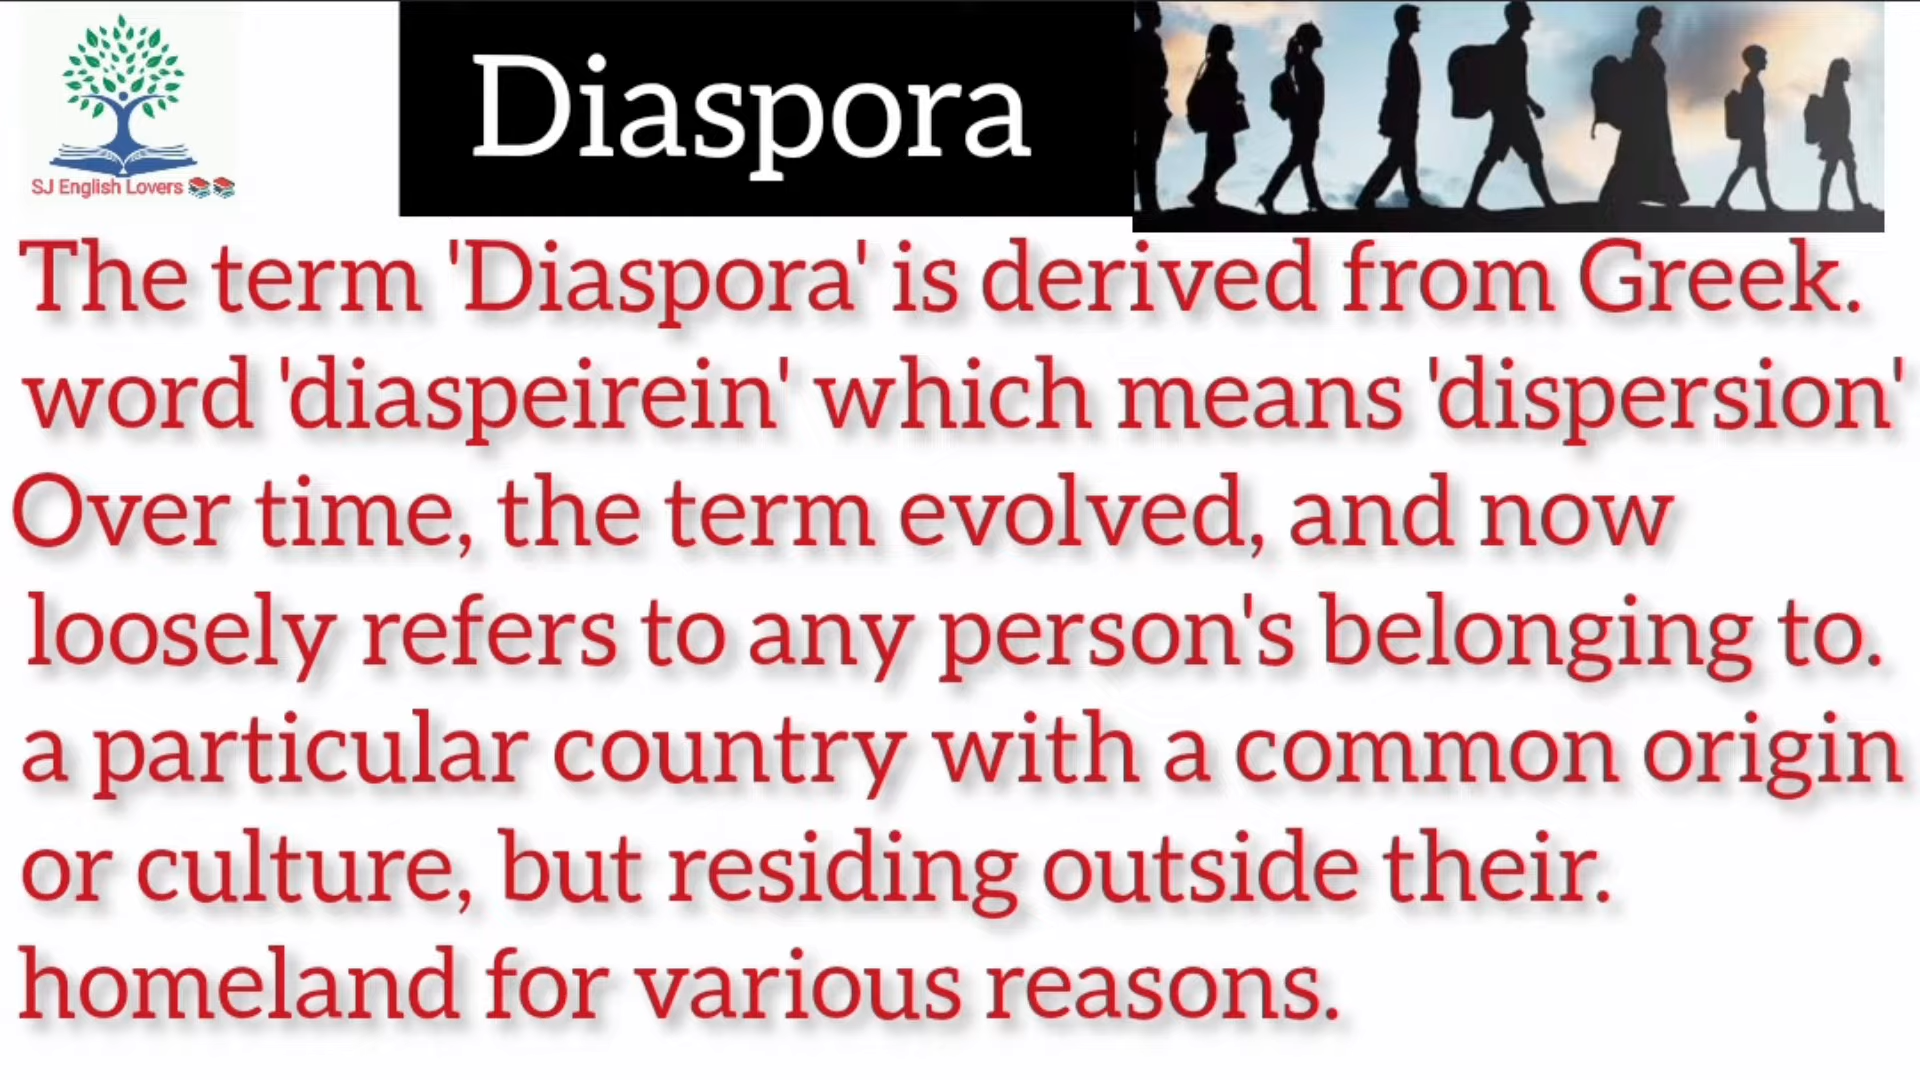 SJ English Lovers 📚📚
Diaspora
The term 'Diaspora' is derived from Greek.
word 'diaspeirein' which means 'dispersion'
Over time, the term evolved, and now
loosely refers to any person's belonging to.
a particular country with a common origin
or culture, but residing outside their.
homeland for various reasons.